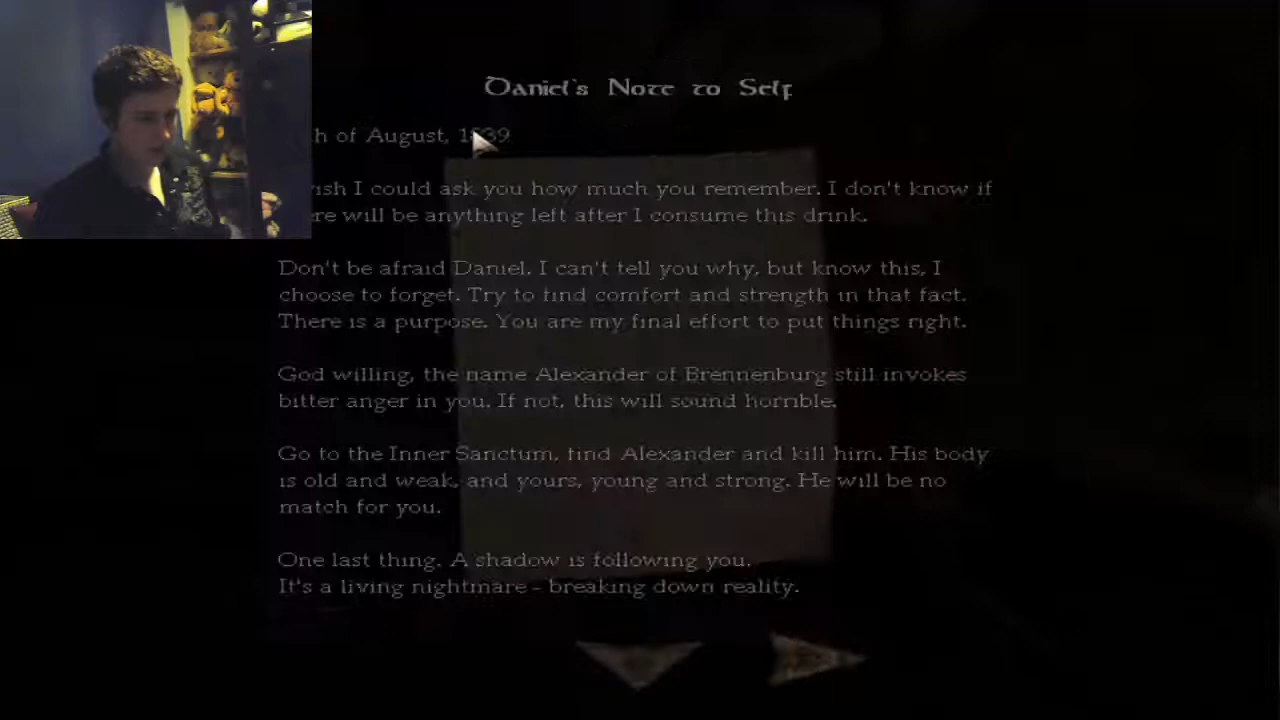 Daniel's Note to Self
h of August, 1839
ish I could ask you how much you remember. I don't know if
re will be anything left after I consume this drink.
Don't be afraid Daniel. I can't tell you why, but know this, I
choose to forget. Try to find comfort and strength in that fact.
There is a purpose. You are my final effort to put things right.
God willing, the name Alexander of Brennenburg still invokes
bitter anger in you. If not, this will sound horrible.
Go to the Inner Sanctum, find Alexander and kill him. His body
is old and weak, and yours, young and strong. He will be no
match for you.
One last thing. A shadow is following you.
It's a living nightmare - breaking down reality.